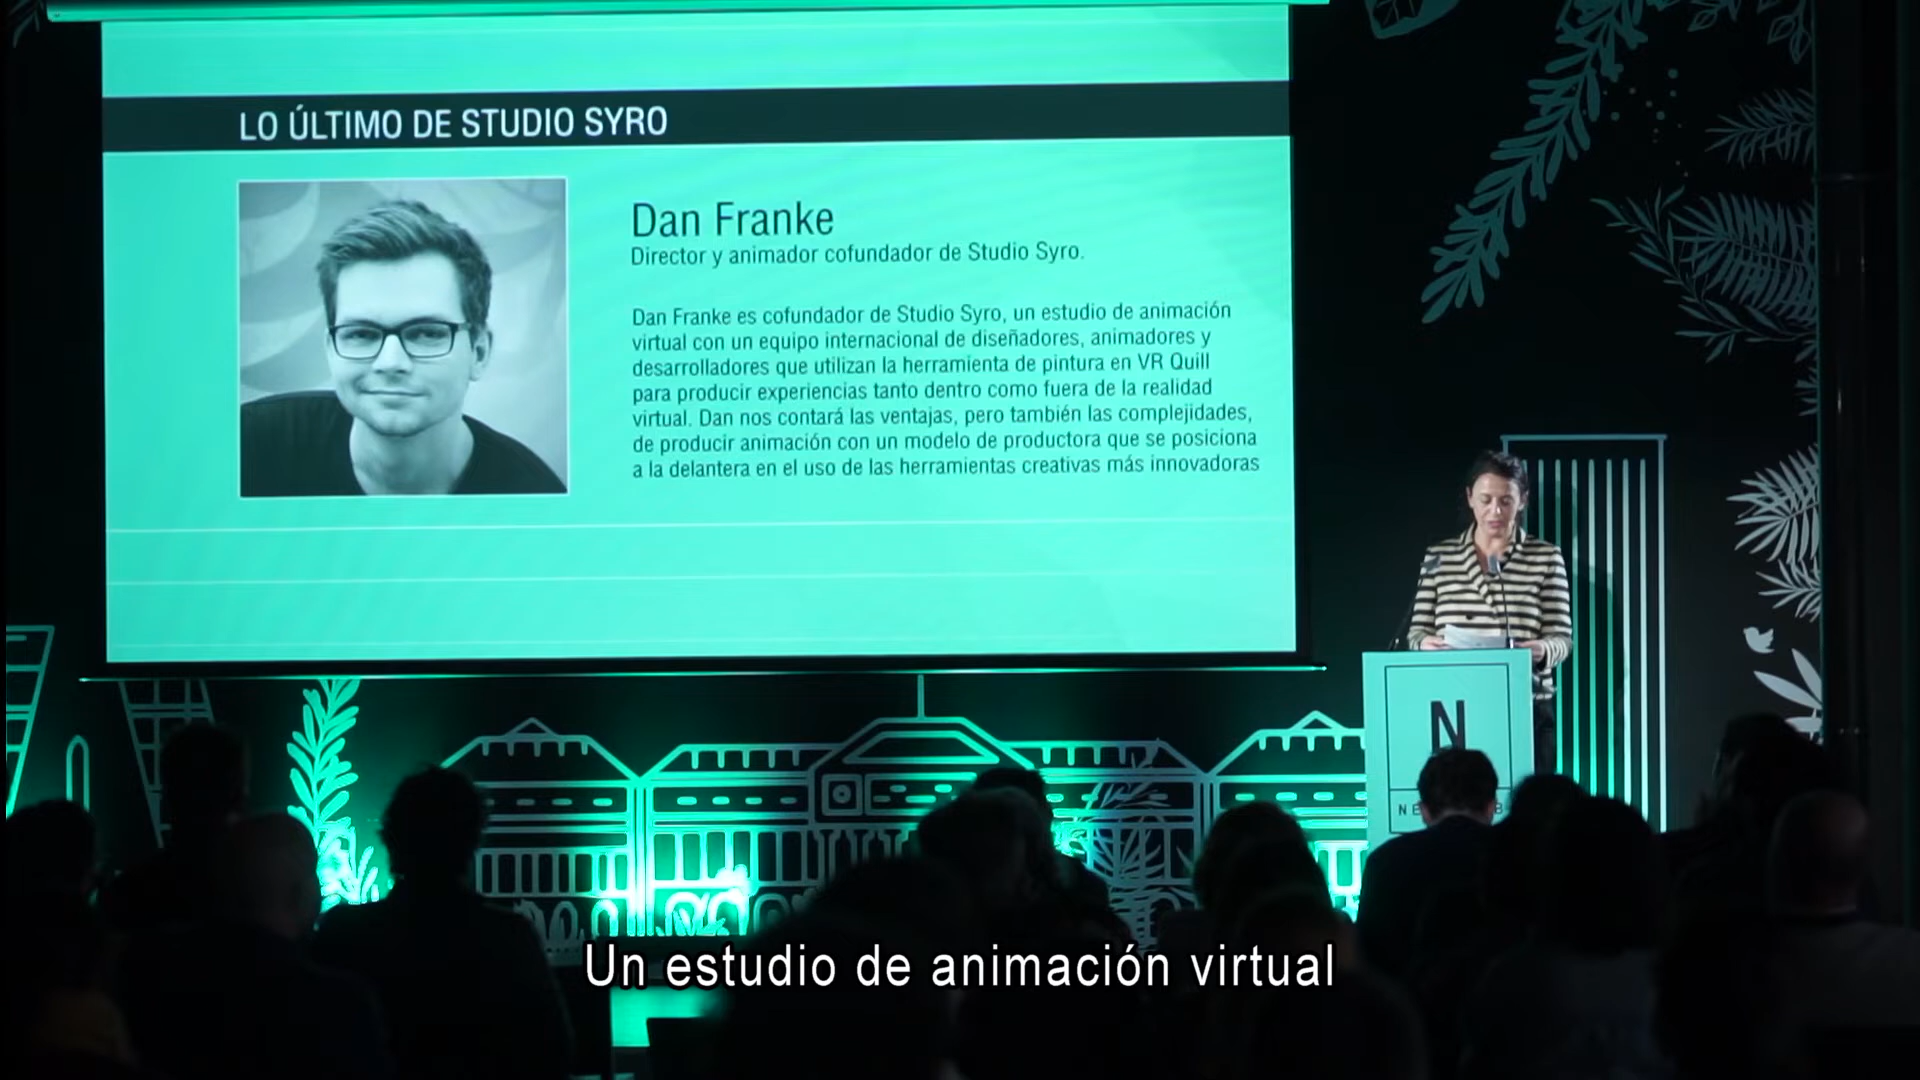 LO ÚLTIMO DE STUDIO SYRO
Dan Franke
Director y animador cofundador de Studio Syro.
Dan Franke es cofundador de Studio Syro, un estudio de animación
virtual con un equipo internacional de diseñadores, animadores y
desarrolladores que utilizan la herramienta de pintura en VR Quill
para producir experiencias tanto dentro como fuera de la realidad
virtual. Dan nos contará las ventajas, pero también las complejidades,
de producir animación con un modelo de productora que se posiciona
a la delantera en el uso de las herramientas creativas más innovadoras
N
Un estudio de animación virtual